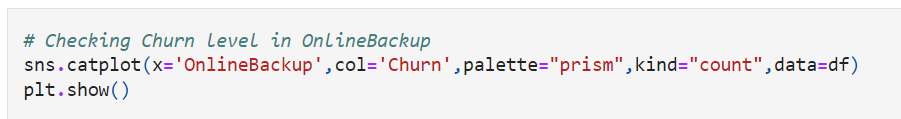 # Checking Churn Level in OnlineBackup
sns.catplot(x='OnlineBackup',col='Churn',palette="prism",kind="count",data=df)
plt.show()